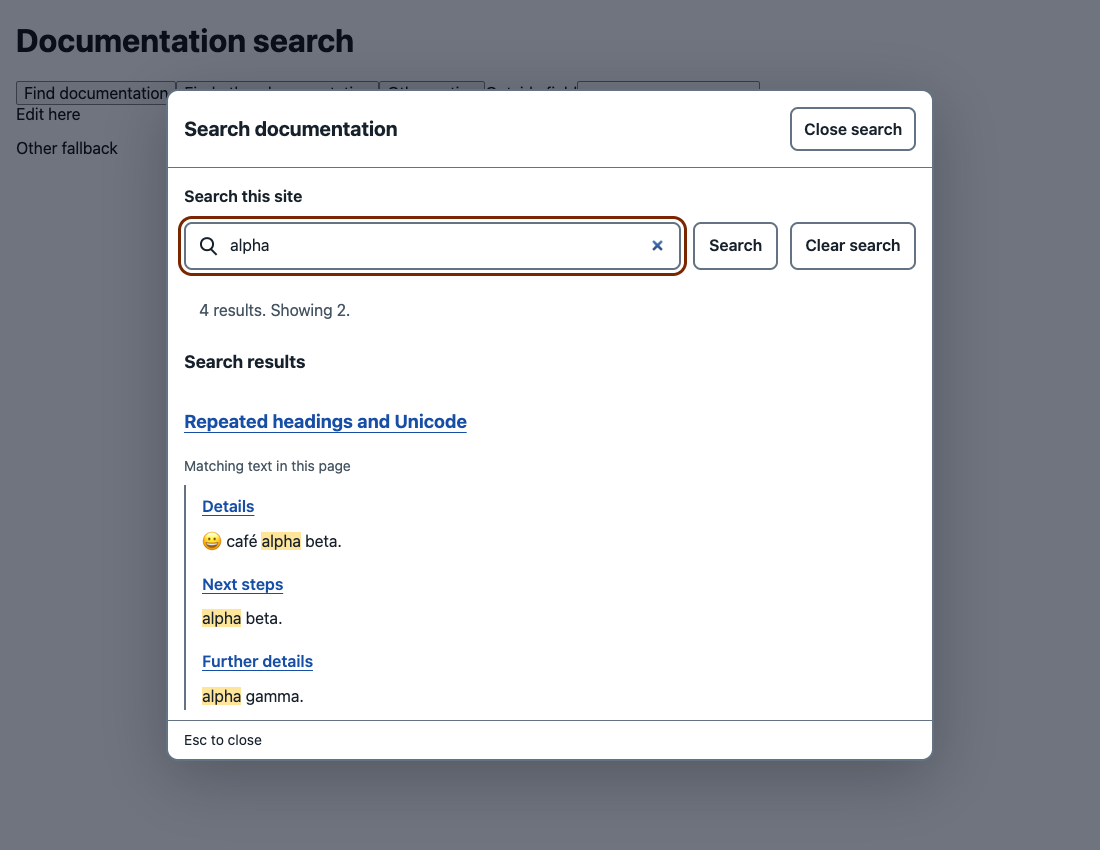 Documentation search
Find documentation
Edit here
Other fallback
Search documentation
Close search
Search this site
alpha
Search
Clear search
4 results. Showing 2.
Search results
Repeated headings and Unicode
Matching text in this page
Details
😀 café alpha beta.
Next steps
alpha beta.
Further details
alpha gamma.
Esc to close